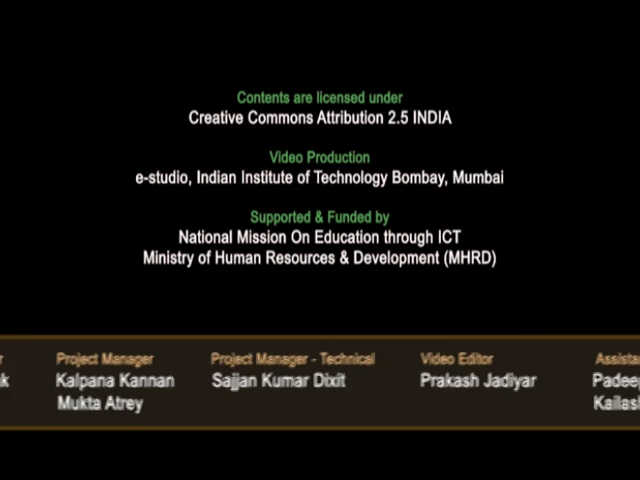 Contents are licensed under
Creative Commons Attribution 2.5 INDIA
Video Production
e-studio, Indian Institute of Technology Bombay, Mumbai
Supported & Funded by
National Mission On Education through ICT
Ministry of Human Resources & Development (MHRD)
Project Manager
Kalpana Kannan
Mukta Atrey
Project Manager - Technical
Sajjan Kumar Dixit
Video Editor
Prakash Jadiyar